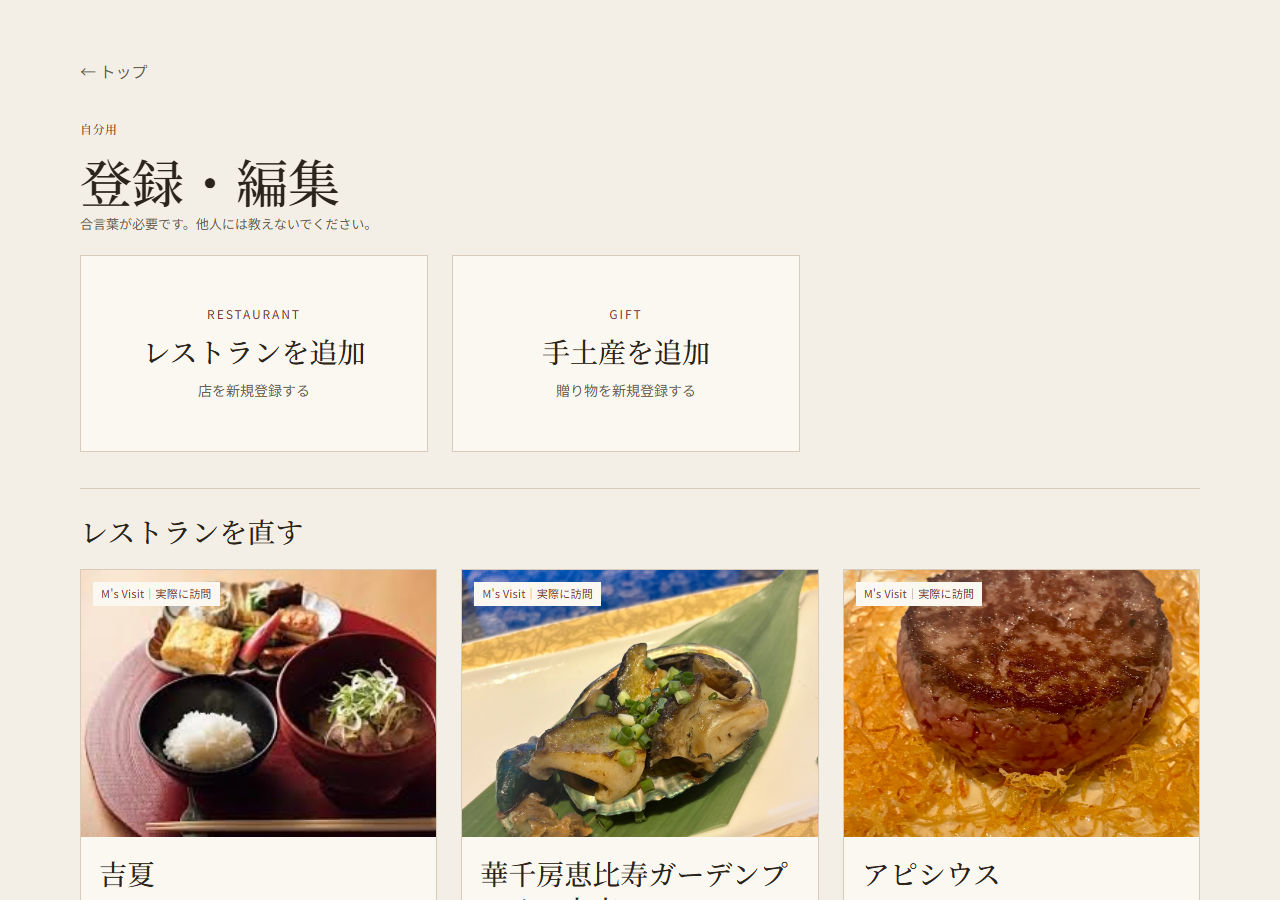 ← トップ
自分用
登録・編集
合言葉が必要です。他人には教えないでください。
RESTAURANT
レストランを追加
店を新規登録する
GIFT
手土産を追加
贈り物を新規登録する
レストランを直す
M's Visit｜実際に訪問
M's Visit｜実際に訪問
M's Visit｜実際に訪問
吉夏
華千房恵比寿ガーデンプ
アピシウス